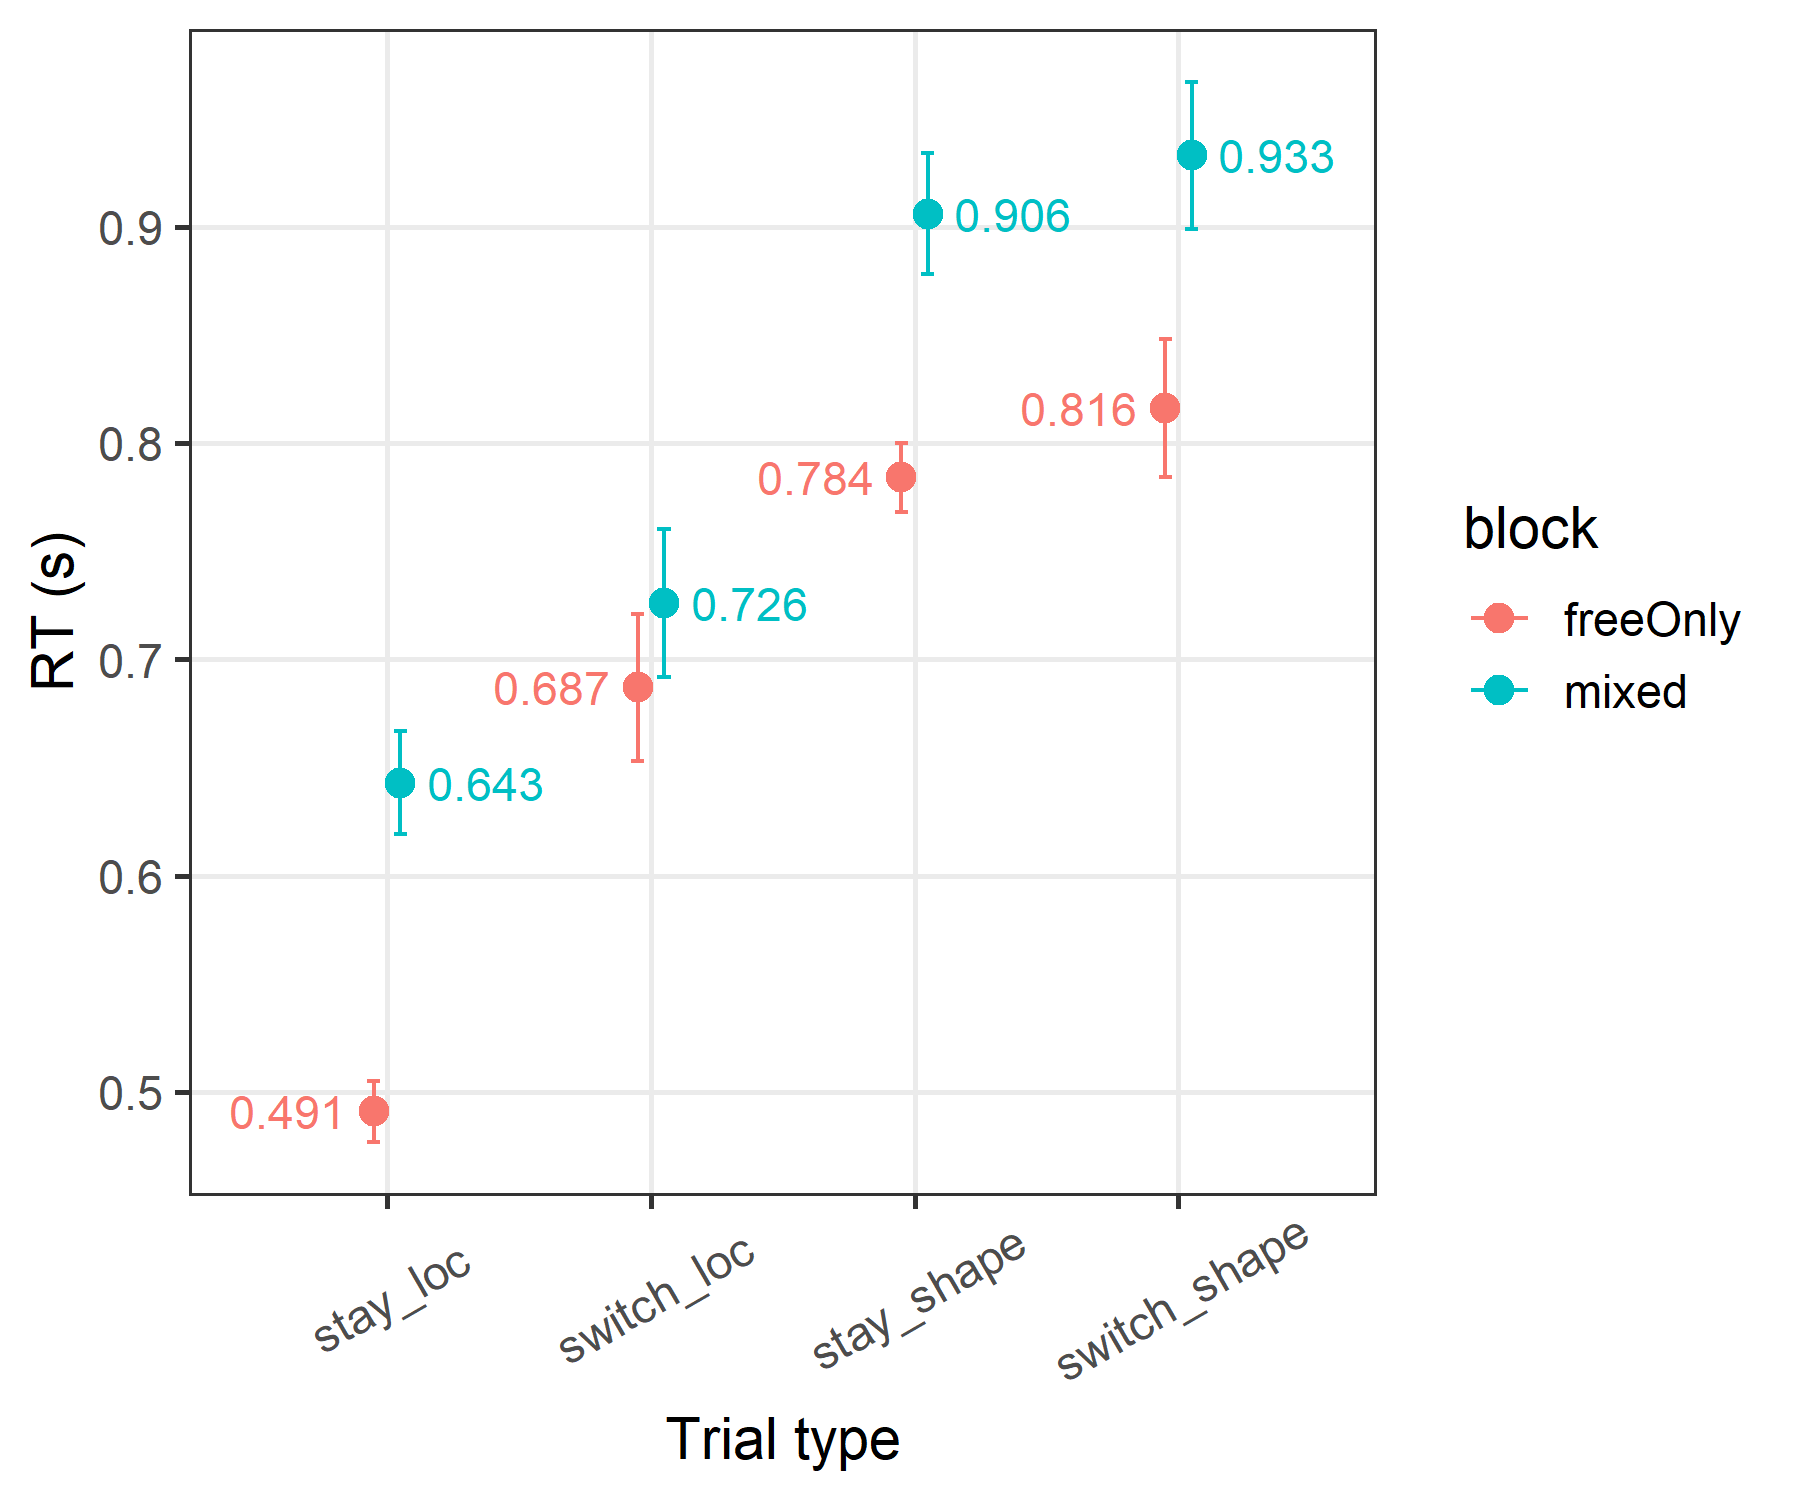 0.933
0.906
0.9
0.816
0.8
0.784
0.726
0.687
0.7
0.643
0.6
0.5
0.491
RT (s)
stay_loc
switch_loc
stay_shape
switch_shape
Trial type
block
freeOnly
mixed